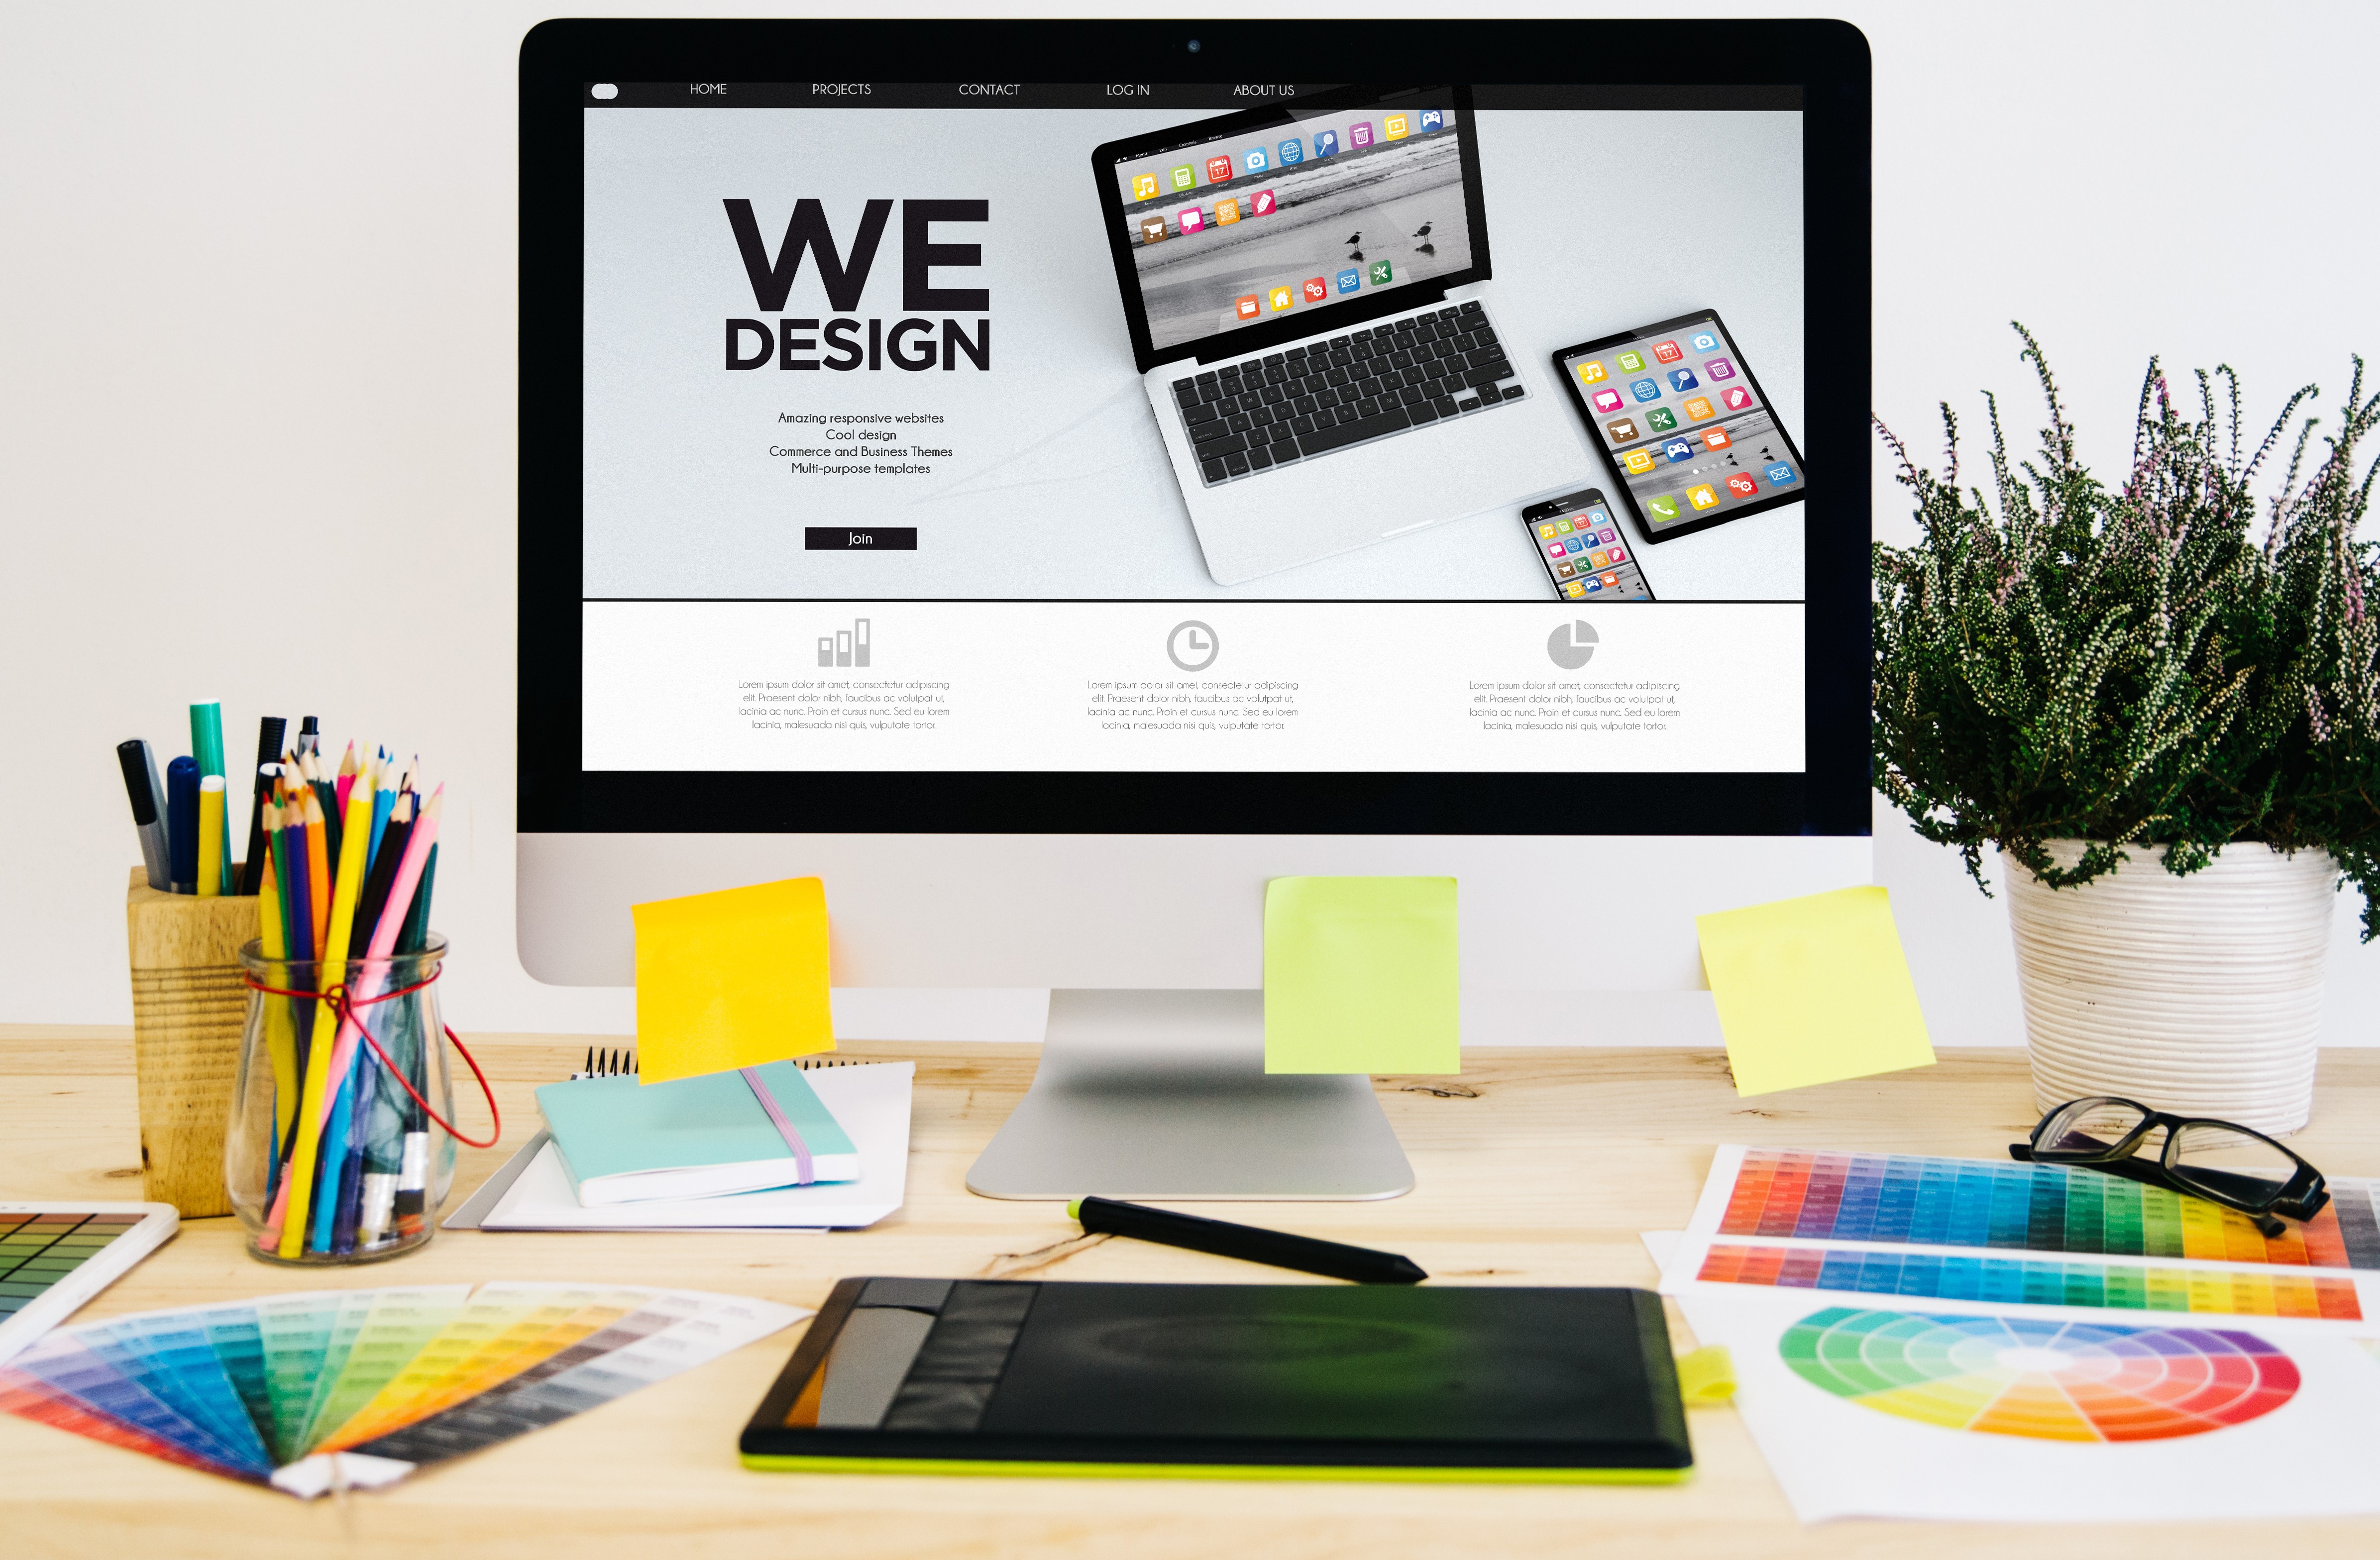 HOME PROJECTS CONTACT LOG IN ABOUT US
WE
DESIGN
Amazing responsive websites
Cool design
Commerce and Business Themes
Multi-purpose templates
Join
17
17
17
Lorem ipsum dolor sit amet, consectetur adipiscing
elit. Praesent dolor nibh, faucibus ac volutpat ut,
lacinia ac nunc. Proin et cursus nunc. Sed eu lorem
lacinia, malesuada nisi quis, vulputate tortor.
Lorem ipsum dolor sit amet, consectetur adipiscing
elit. Praesent dolor nibh, faucibus ac volutpat ut,
lacinia ac nunc. Proin et cursus nunc. Sed eu lorem
lacinia, malesuada nisi quis, vulputate tortor.
Lorem ipsum dolor sit amet, consectetur adipiscing
elit. Praesent dolor nibh, faucibus ac volutpat ut,
lacinia ac nunc. Proin et cursus nunc. Sed eu lorem
lacinia, malesuada nisi quis, vulputate tortor.